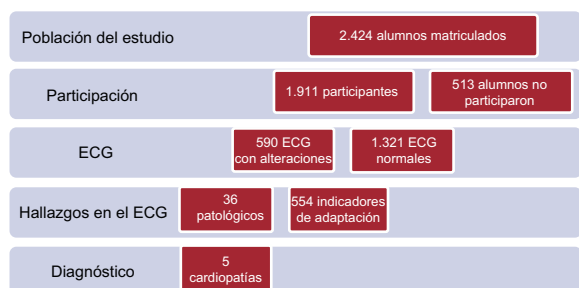 Población del estudio
2.424 alumnos matriculados
Participación
1.911 participantes
513 alumnos no
participaron
ECG
590 ECG
con alteraciones
1.321 ECG
normales
Hallazgos en el ECG
36
patológicos
554 indicadores
de adaptación
Diagnóstico
5
cardiopatías